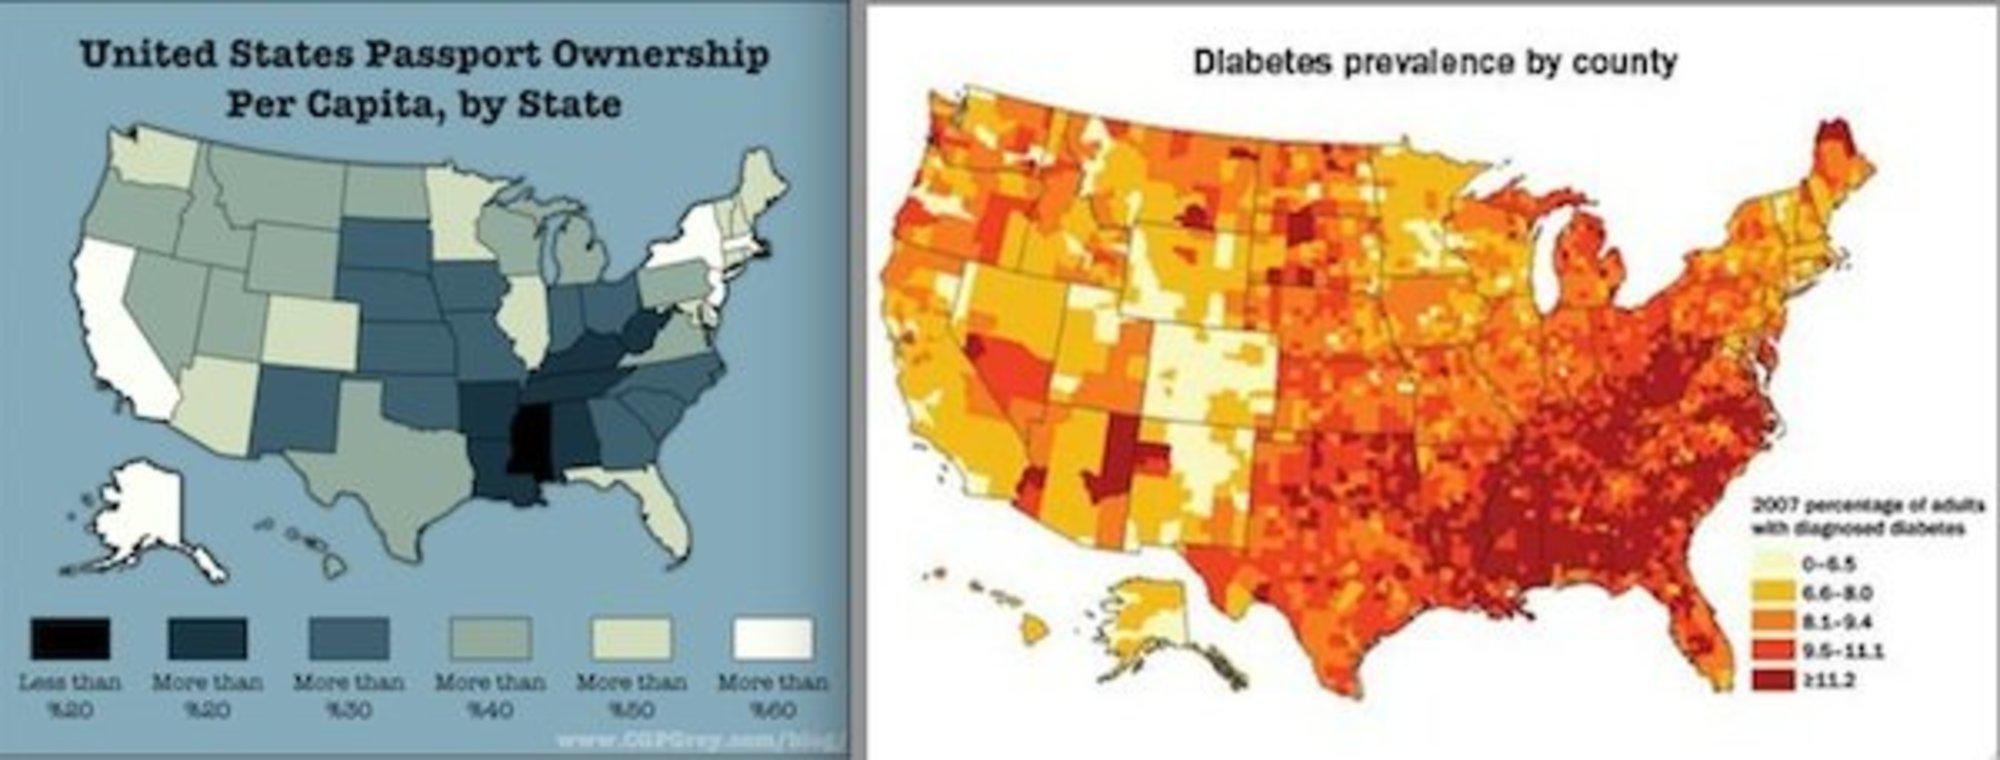 United States Passport Ownership
Per Capita, by State
Less than
%20
More than
%20
More than
%30
More than
%40
More than
%50
More than
%60
www.CGPGrey.com/blog/
Diabetes prevalence by county
2007 percentage of adults
with diagnosed diabetes
0–6.5
6.6–8.0
8.1–9.4
9.5–11.1
≥11.2